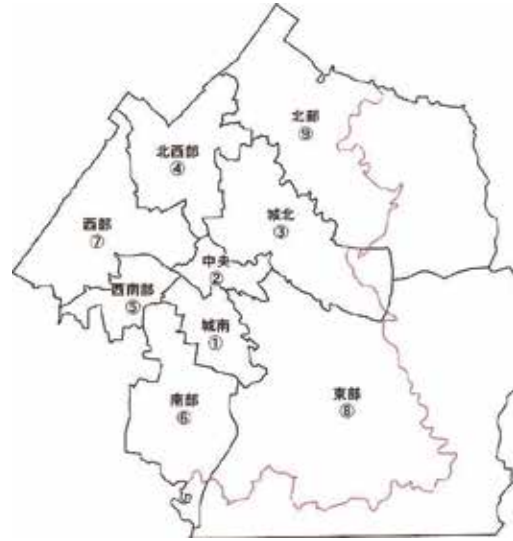 北部
⑨
北西部
④
城北
③
西部
⑦
中央
②
西南部
⑤
城南
①
東部
⑧
南部
⑥